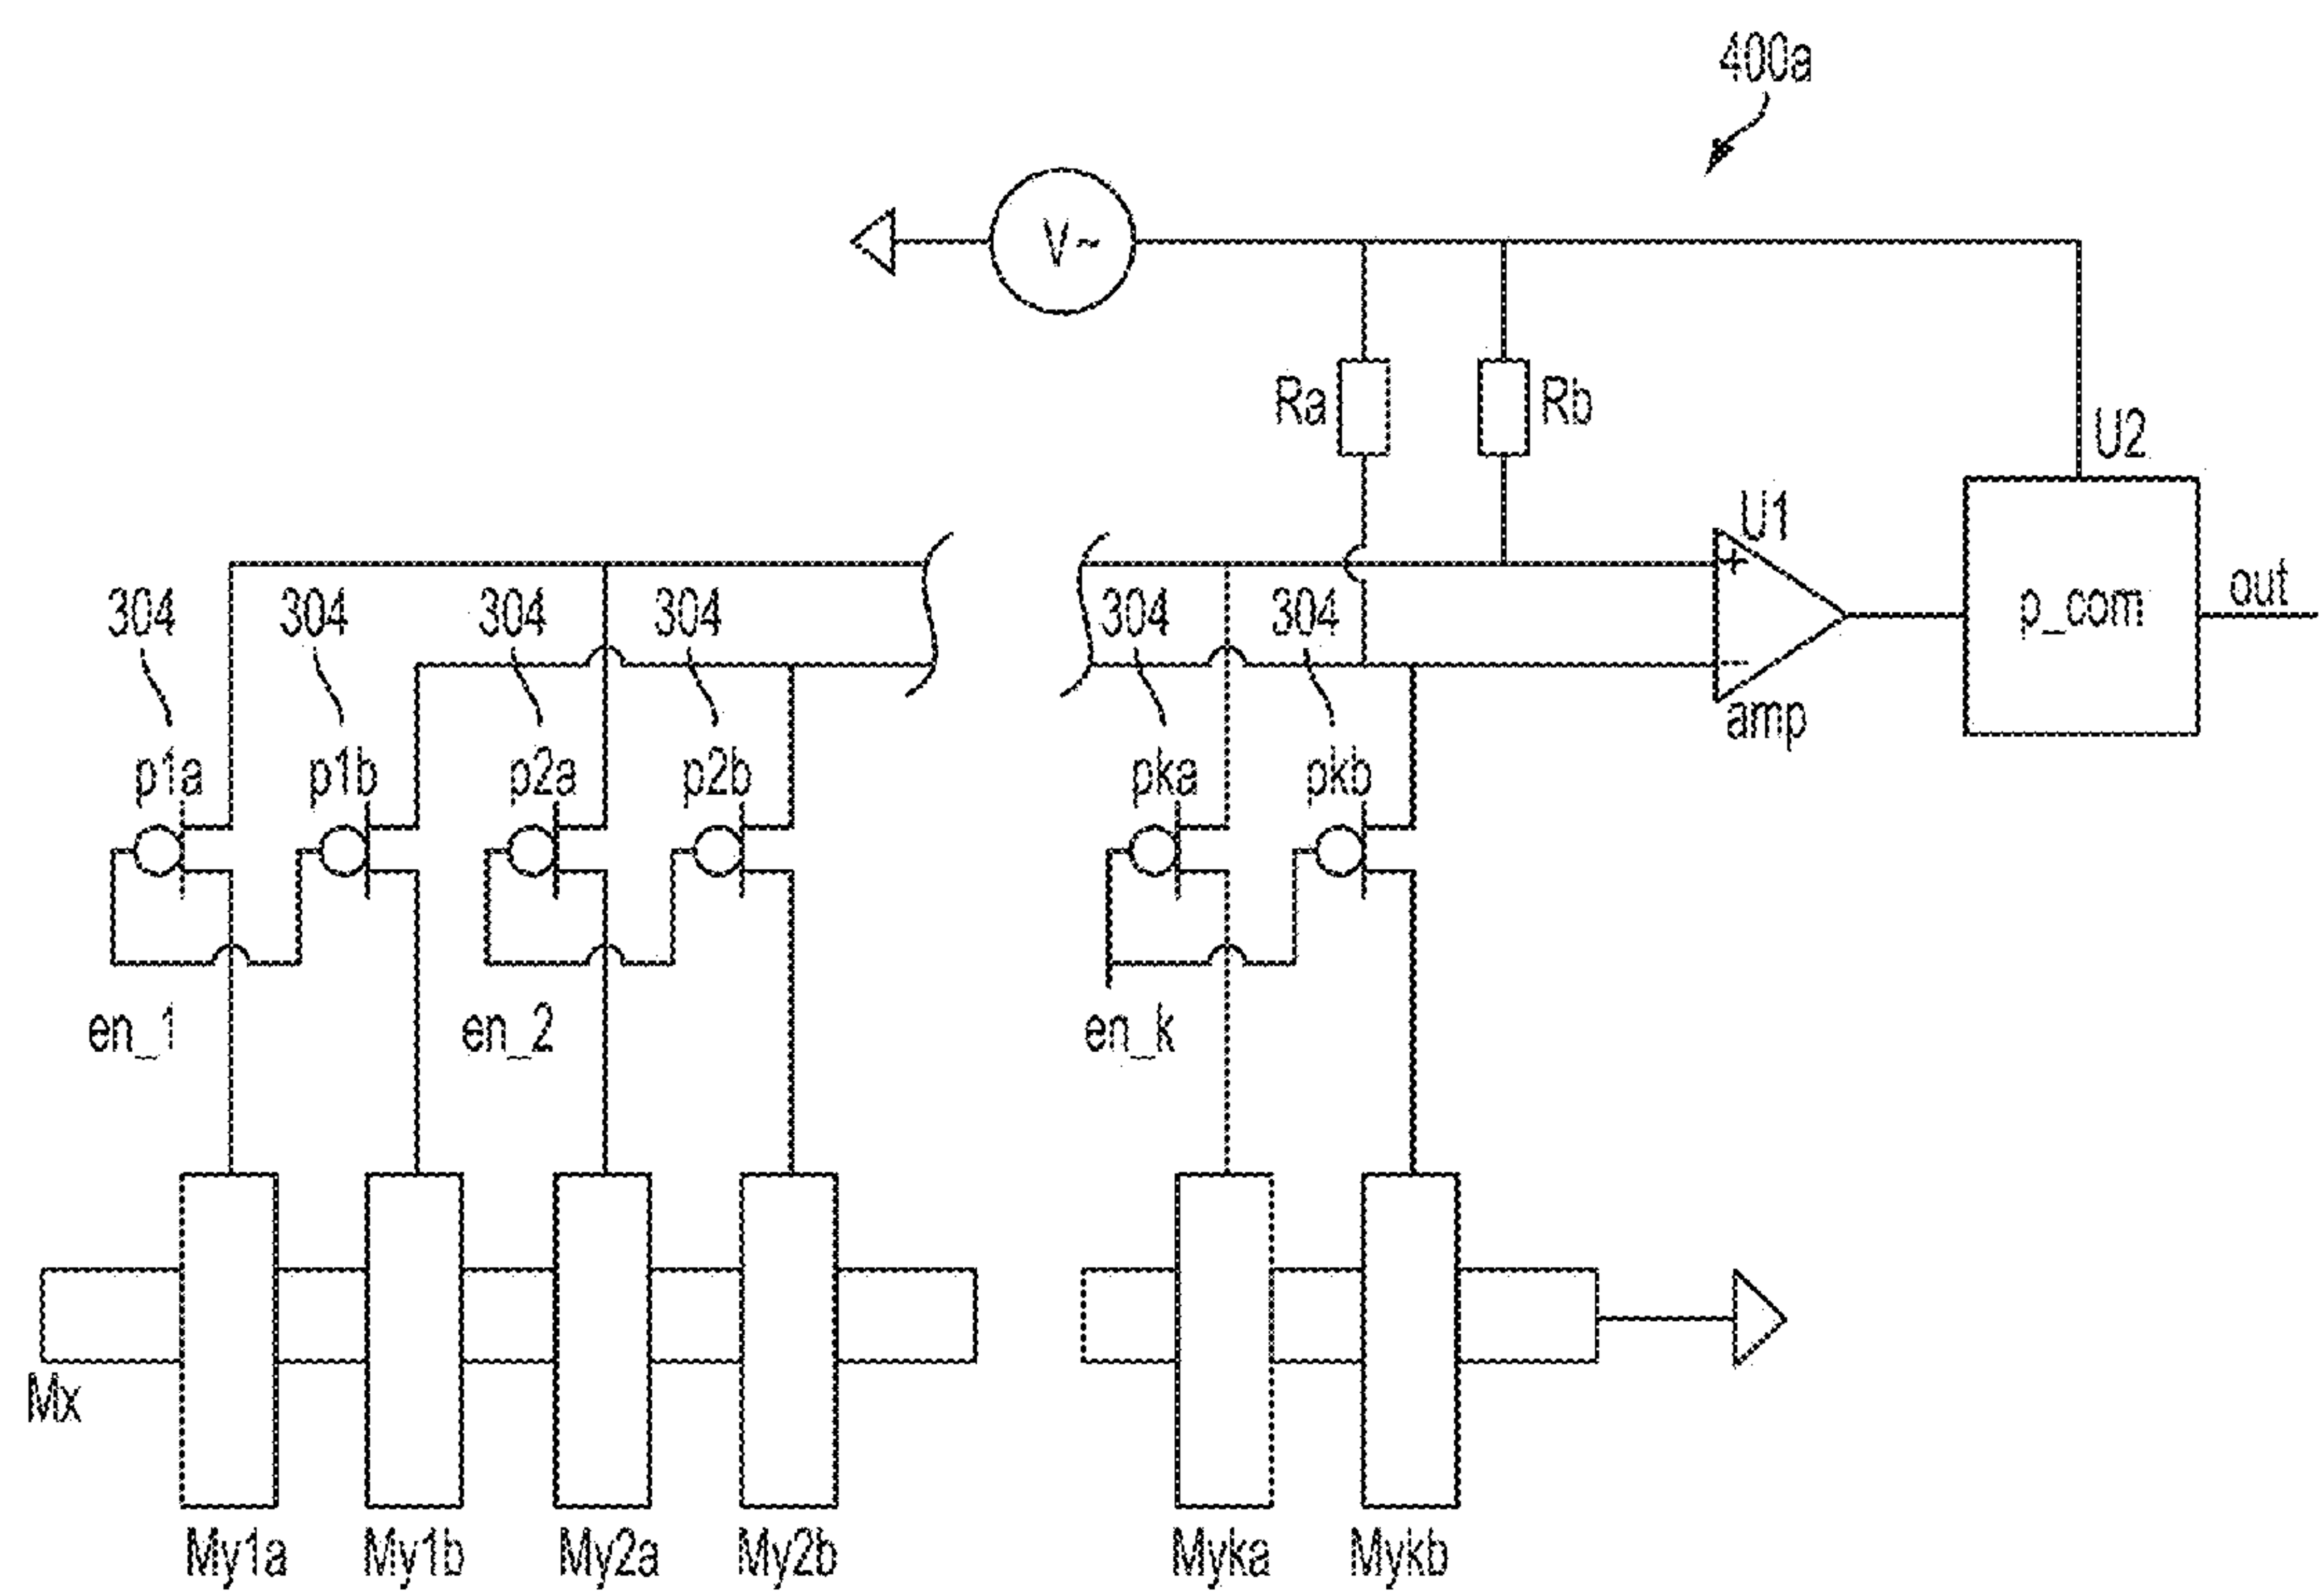 400a
V~
Ra
Rb
U2
U1
+
p_com
out
304
304
304
304
304
304
−
amp
p1a
p1b
p2a
p2b
pka
pkb
en_1
en_2
en_k
Mx
My1a
My1b
My2a
My2b
Myka
Mykb